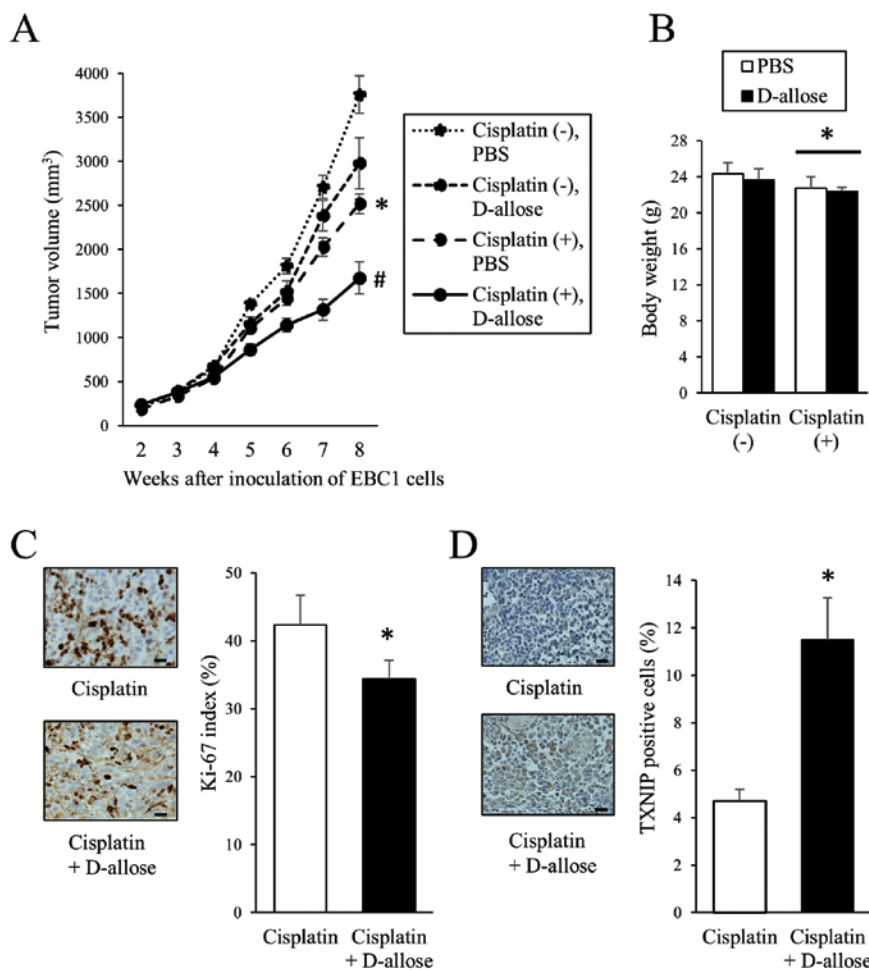 A
4000
3500
3000
2500
2000
1500
1000
500
0
Tumor volume (mm³)
2 3 4 5 6 7 8
Weeks after inoculation of EBC1 cells
*
#
Cisplatin (-),
PBS
Cisplatin (-),
D-allose
Cisplatin (+),
PBS
Cisplatin (+),
D-allose
B
PBS
D-allose
28
24
20
16
12
8
4
0
Body weight (g)
*
Cisplatin
(-)
Cisplatin
(+)
C
Cisplatin
Cisplatin
+ D-allose
50
40
30
20
10
0
Ki-67 index (%)
*
Cisplatin
Cisplatin
+ D-allose
D
Cisplatin
Cisplatin
+ D-allose
14
12
10
8
6
4
2
0
TXNIP positive cells (%)
*
Cisplatin
Cisplatin
+ D-allose